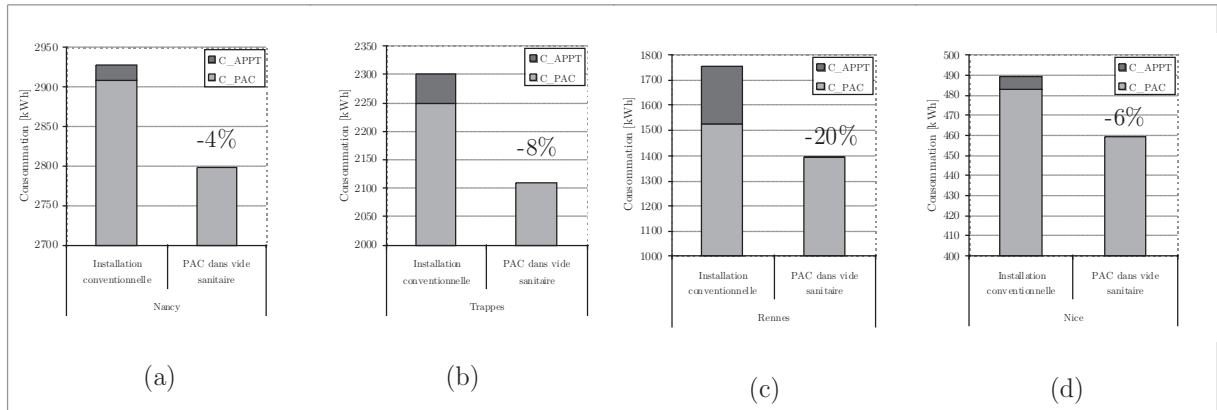 2950
2900
2850
2800
2750
2700
Consommation [kWh]
C_APPT
C_PAC
-4%
Installation conventionnelle
PAC dans vide sanitaire
Nancy
(a)
2350
2300
2250
2200
2150
2100
2050
2000
Consommation [kWh]
C_APPT
C_PAC
-8%
Installation conventionnelle
PAC dans vide sanitaire
Trappes
(b)
1800
1700
1600
1500
1400
1300
1200
1100
1000
Consommation [kWh]
C_APPT
C_PAC
-20%
Installation conventionnelle
PAC dans vide sanitaire
Rennes
(c)
500
490
480
470
460
450
440
430
420
410
400
Consommation [kWh]
C_APPT
C_PAC
-6%
Installation conventionnelle
PAC dans vide sanitaire
Nice
(d)